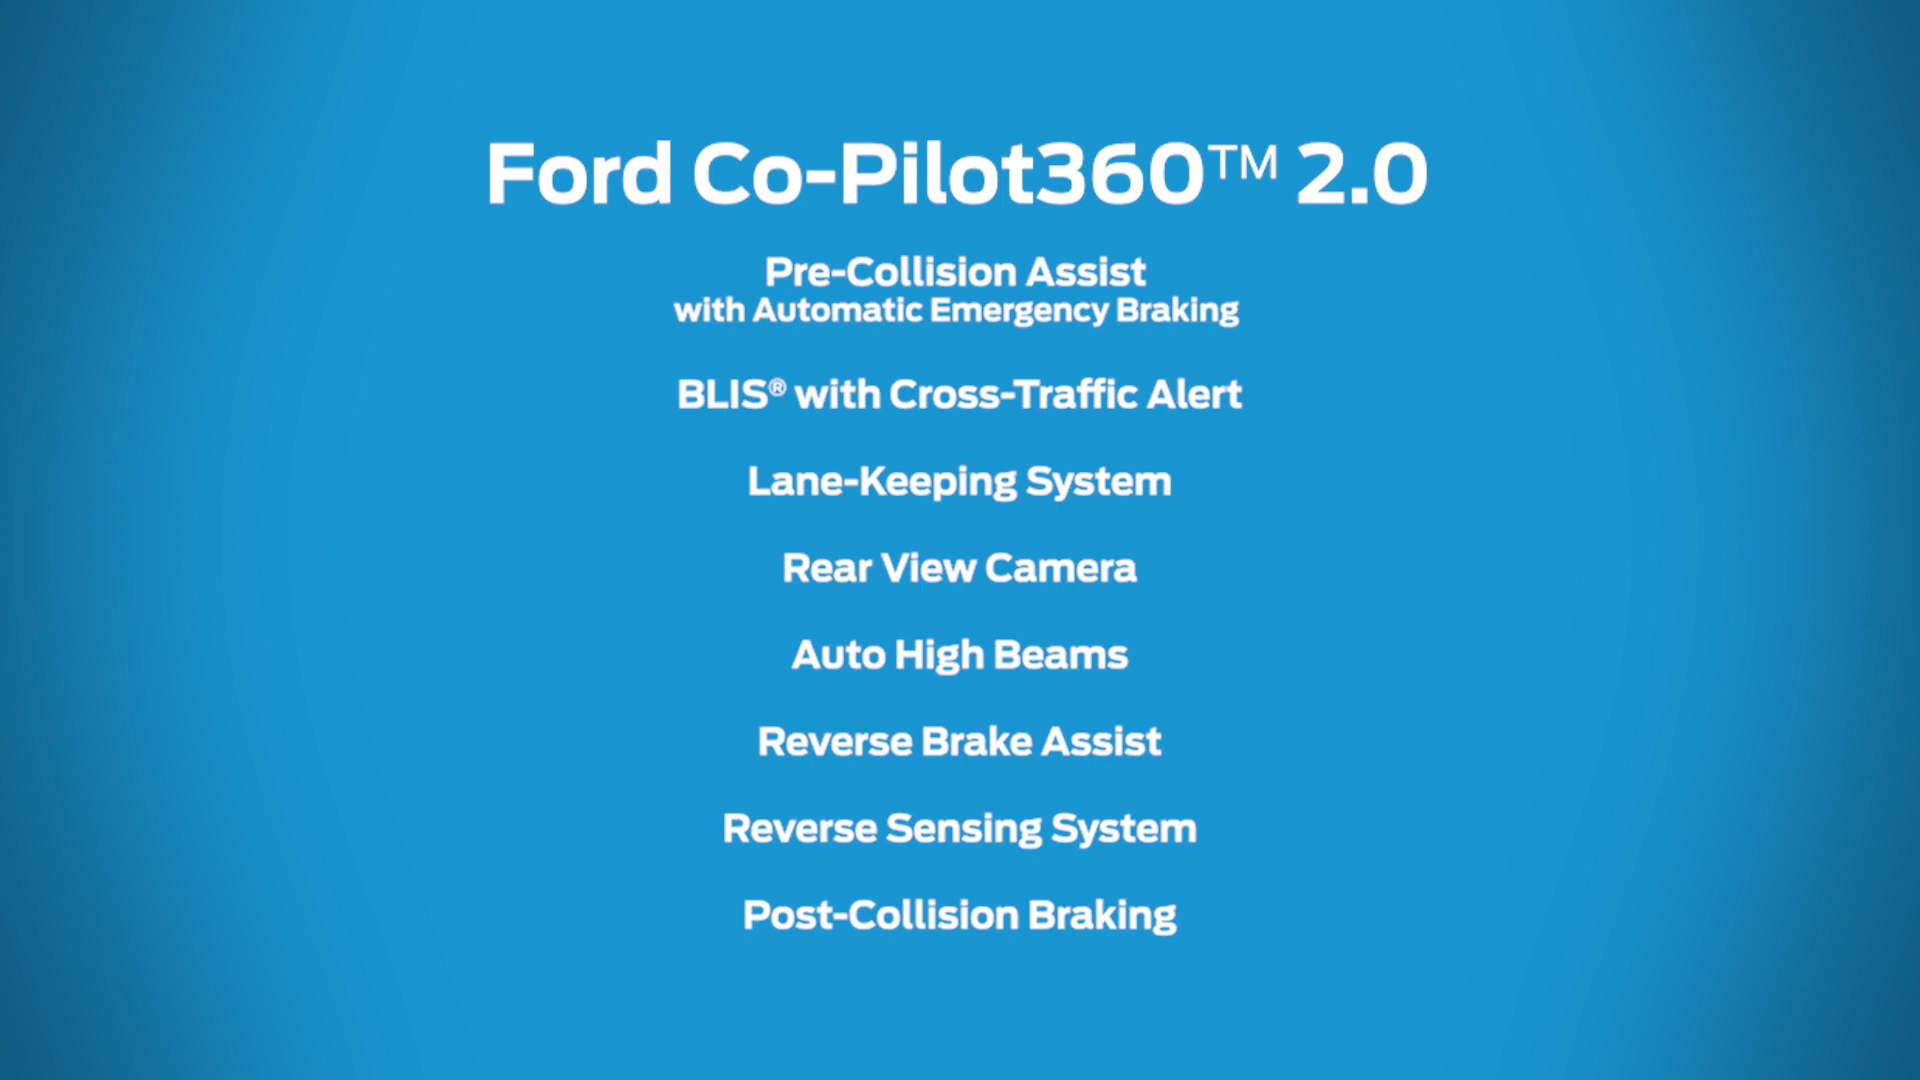 Ford Co-Pilot360™ 2.0
Pre-Collision Assist
with Automatic Emergency Braking
BLIS® with Cross-Traffic Alert
Lane-Keeping System
Rear View Camera
Auto High Beams
Reverse Brake Assist
Reverse Sensing System
Post-Collision Braking